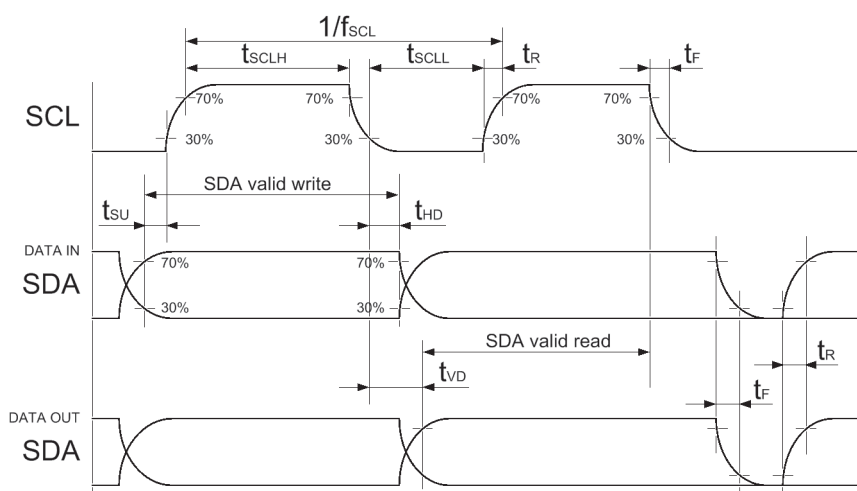 1/fSCL
tSCLH tSCLL tR tF
SCL
70% 70% 70% 70%
30% 30% 30% 30%
SDA valid write
tSU tHD
DATA IN
SDA
70% 70%
30% 30%
SDA valid read
tVD tF tR
DATA OUT
SDA